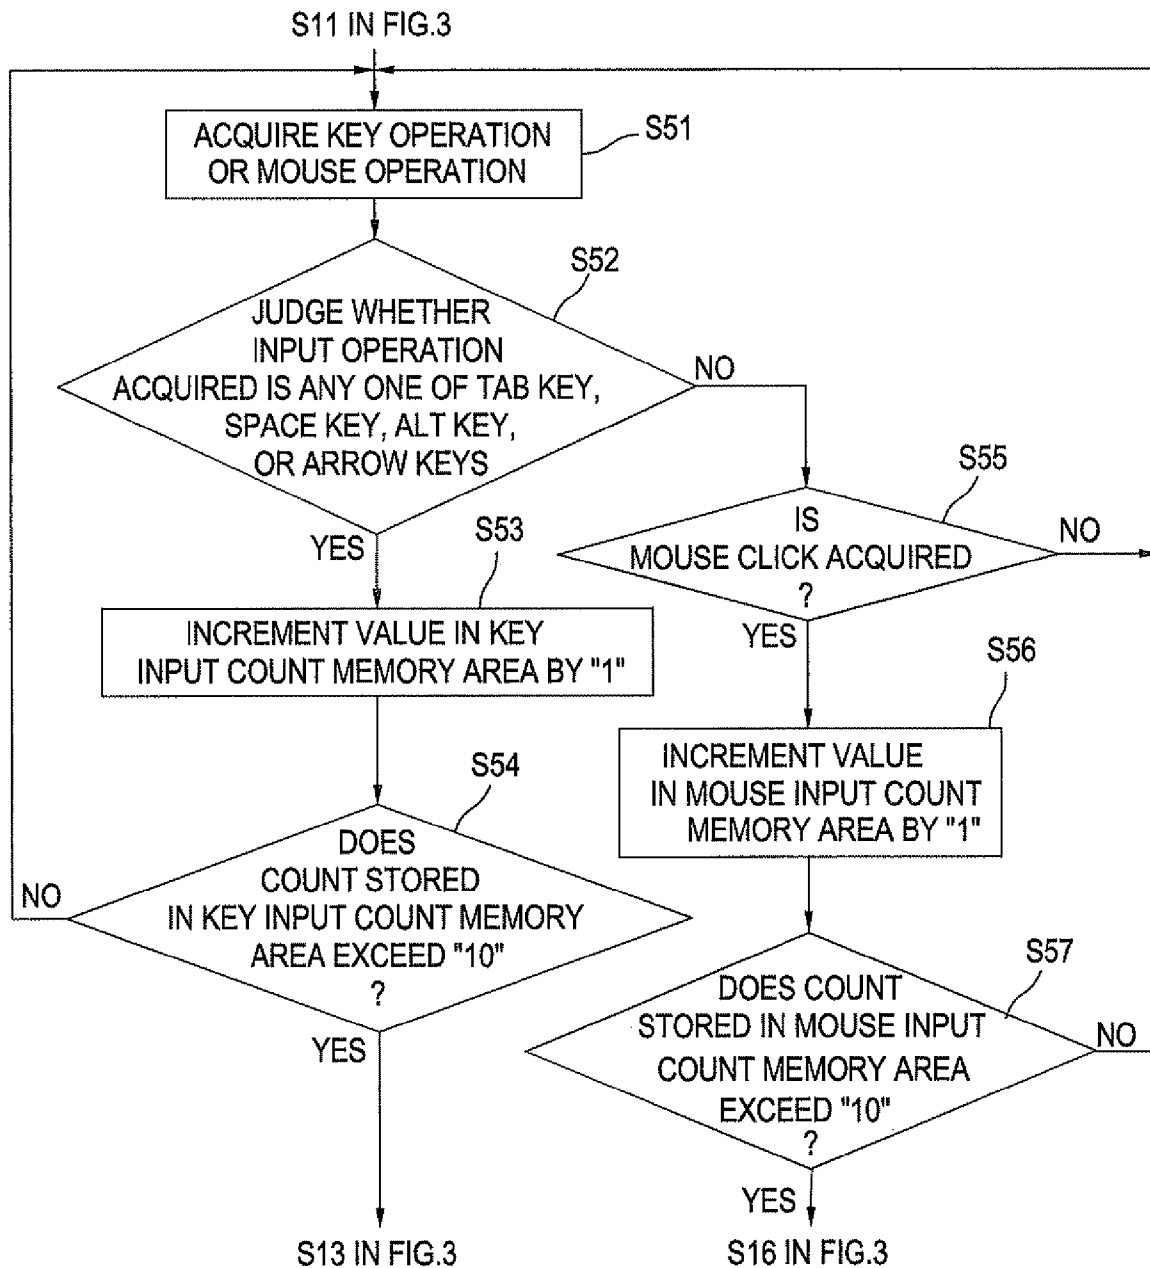 S11 IN FIG.3
ACQUIRE KEY OPERATION
OR MOUSE OPERATION
S51
S52
JUDGE WHETHER
INPUT OPERATION
ACQUIRED IS ANY ONE OF TAB KEY,
SPACE KEY, ALT KEY,
OR ARROW KEYS
NO
YES
S53
INCREMENT VALUE IN KEY
INPUT COUNT MEMORY AREA BY "1"
S54
DOES
COUNT STORED
IN KEY INPUT COUNT MEMORY
AREA EXCEED "10"
?
NO
YES
S13 IN FIG.3
S55
IS
MOUSE CLICK ACQUIRED
?
NO
YES
S56
INCREMENT VALUE
IN MOUSE INPUT COUNT
MEMORY AREA BY "1"
S57
DOES COUNT
STORED IN MOUSE INPUT
COUNT MEMORY AREA
EXCEED "10"
?
NO
YES
S16 IN FIG.3